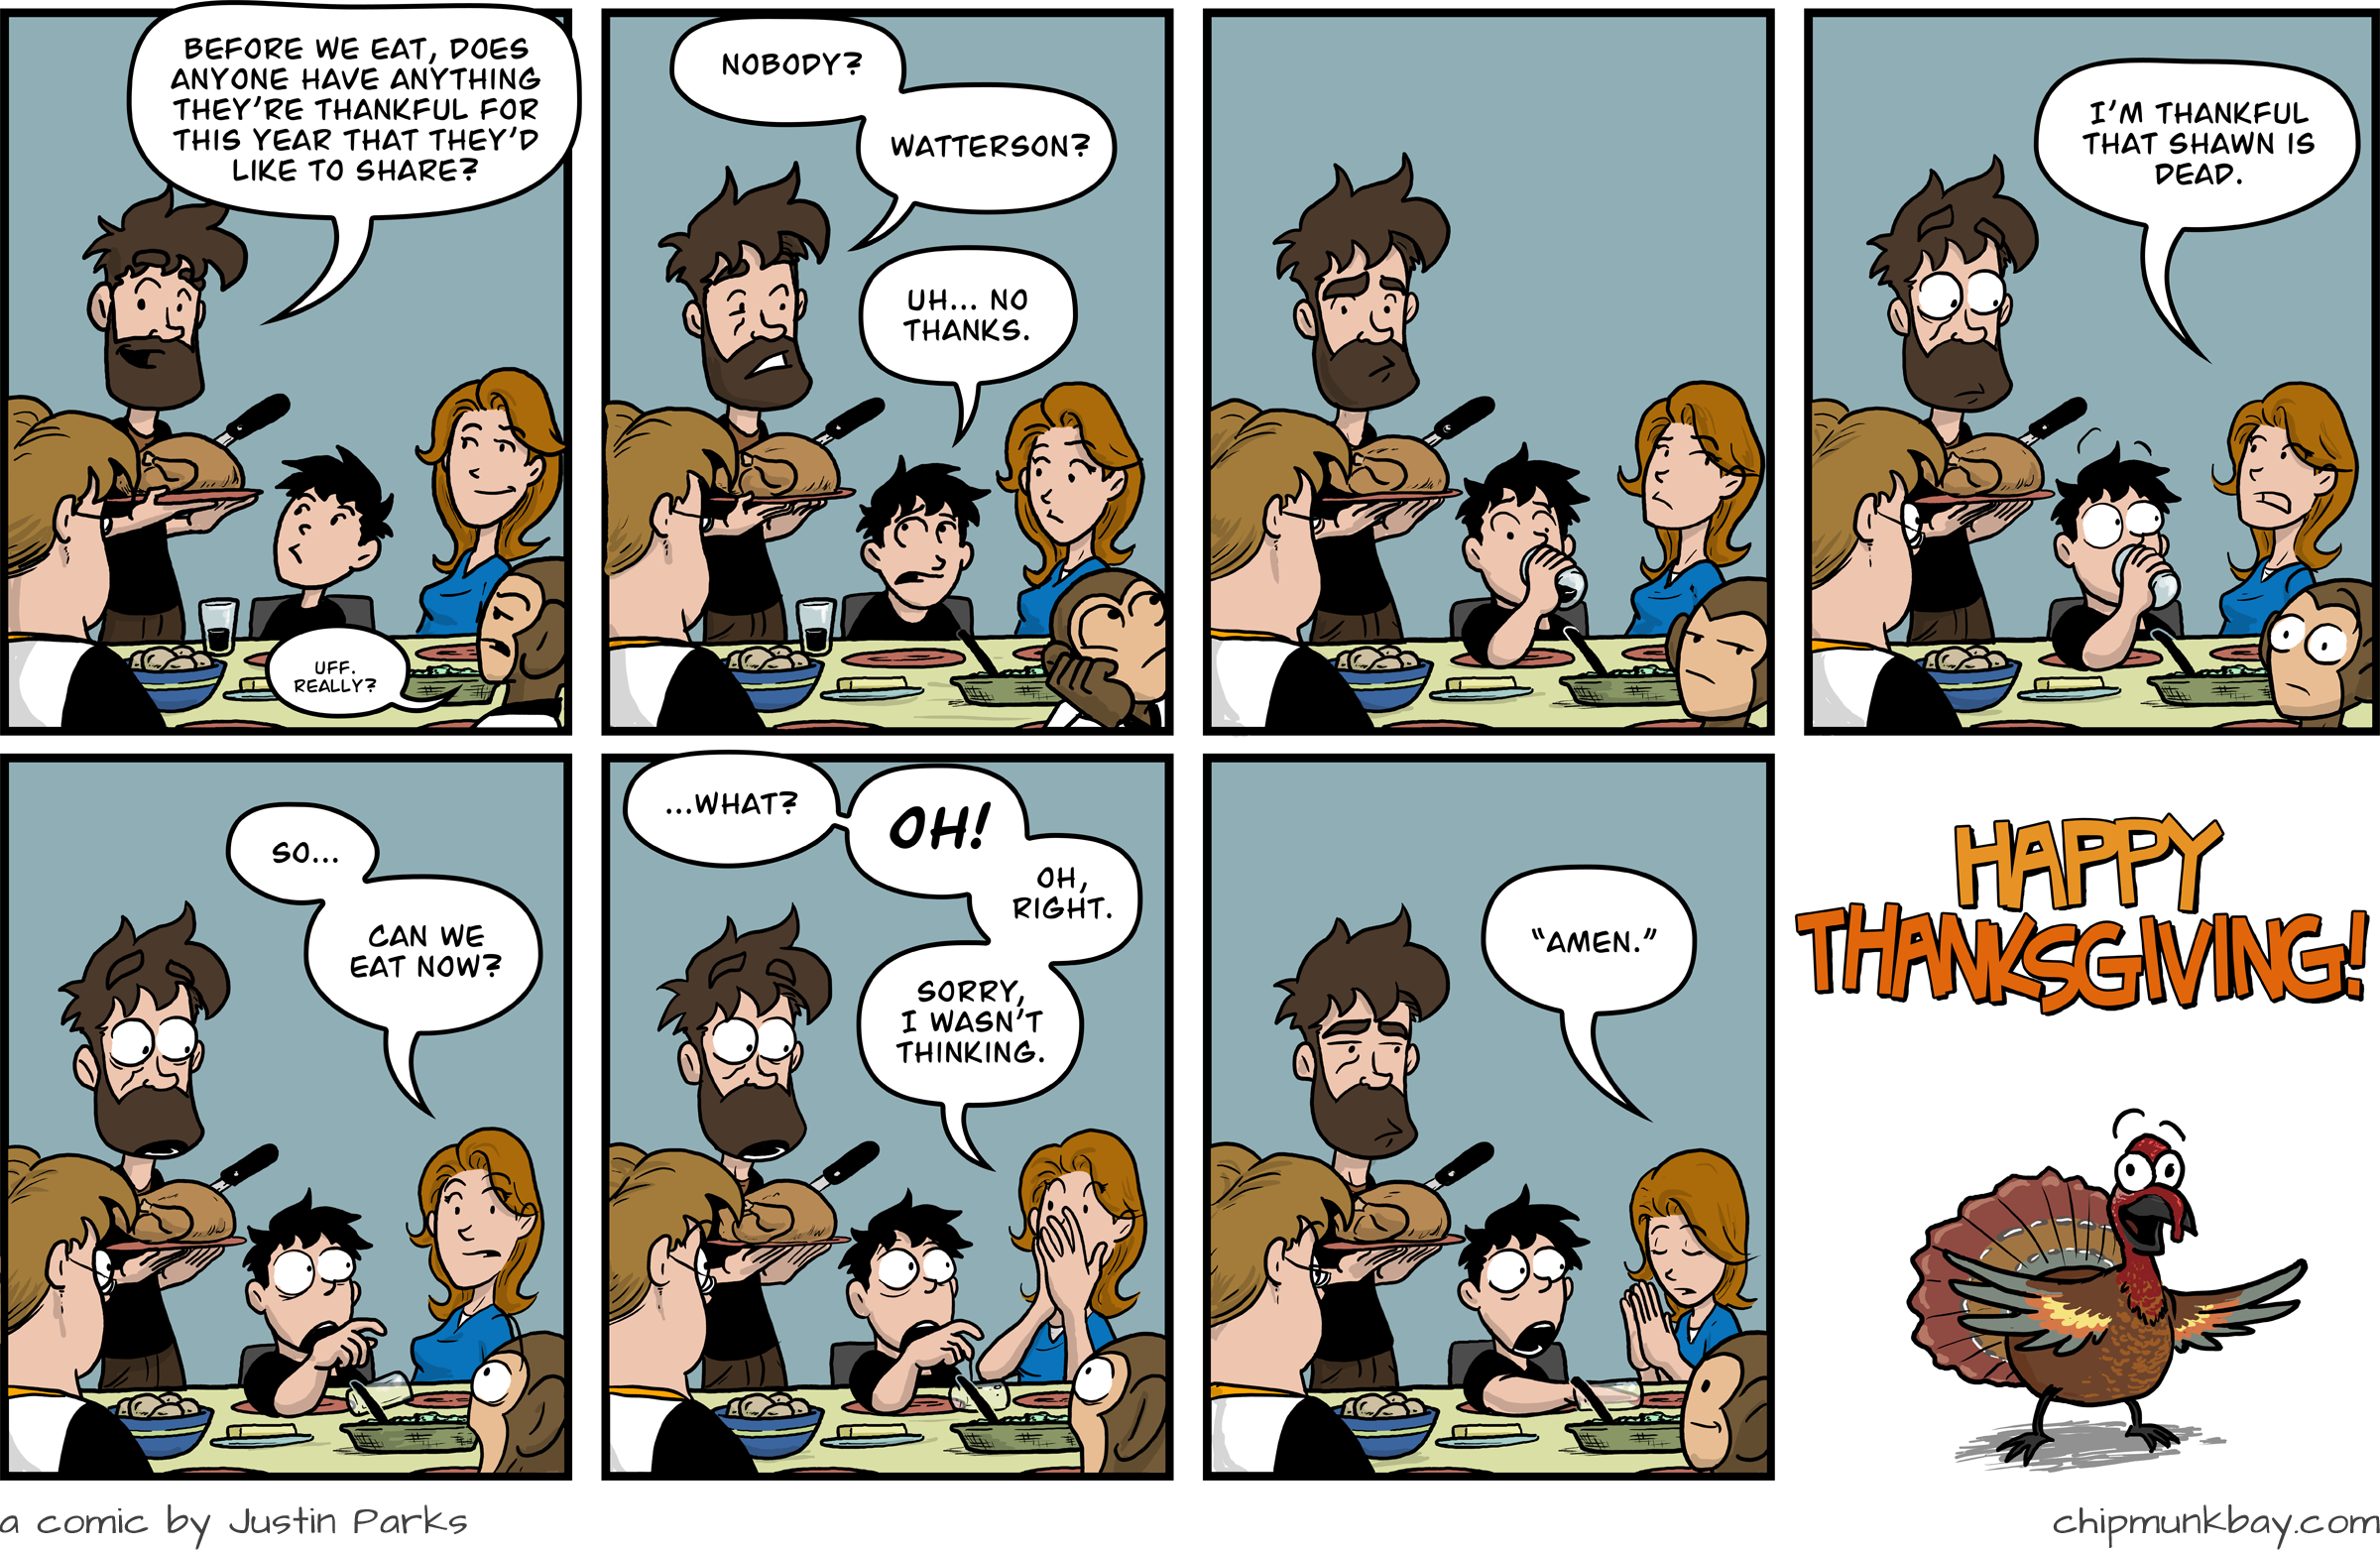 BEFORE WE EAT, DOES
ANYONE HAVE ANYTHING
THEY'RE THANKFUL FOR
THIS YEAR THAT THEY'D
LIKE TO SHARE?
UFF.
REALLY?
NOBODY?
WATTERSON?
UH... NO
THANKS.
I'M THANKFUL
THAT SHAWN IS
DEAD.
SO...
CAN WE
EAT NOW?
...WHAT?
OH!
OH,
RIGHT.
SORRY,
I WASN'T
THINKING.
"AMEN."
HAPPY
THANKSGIVING!
a comic by Justin Parks
chipmunkbay.com